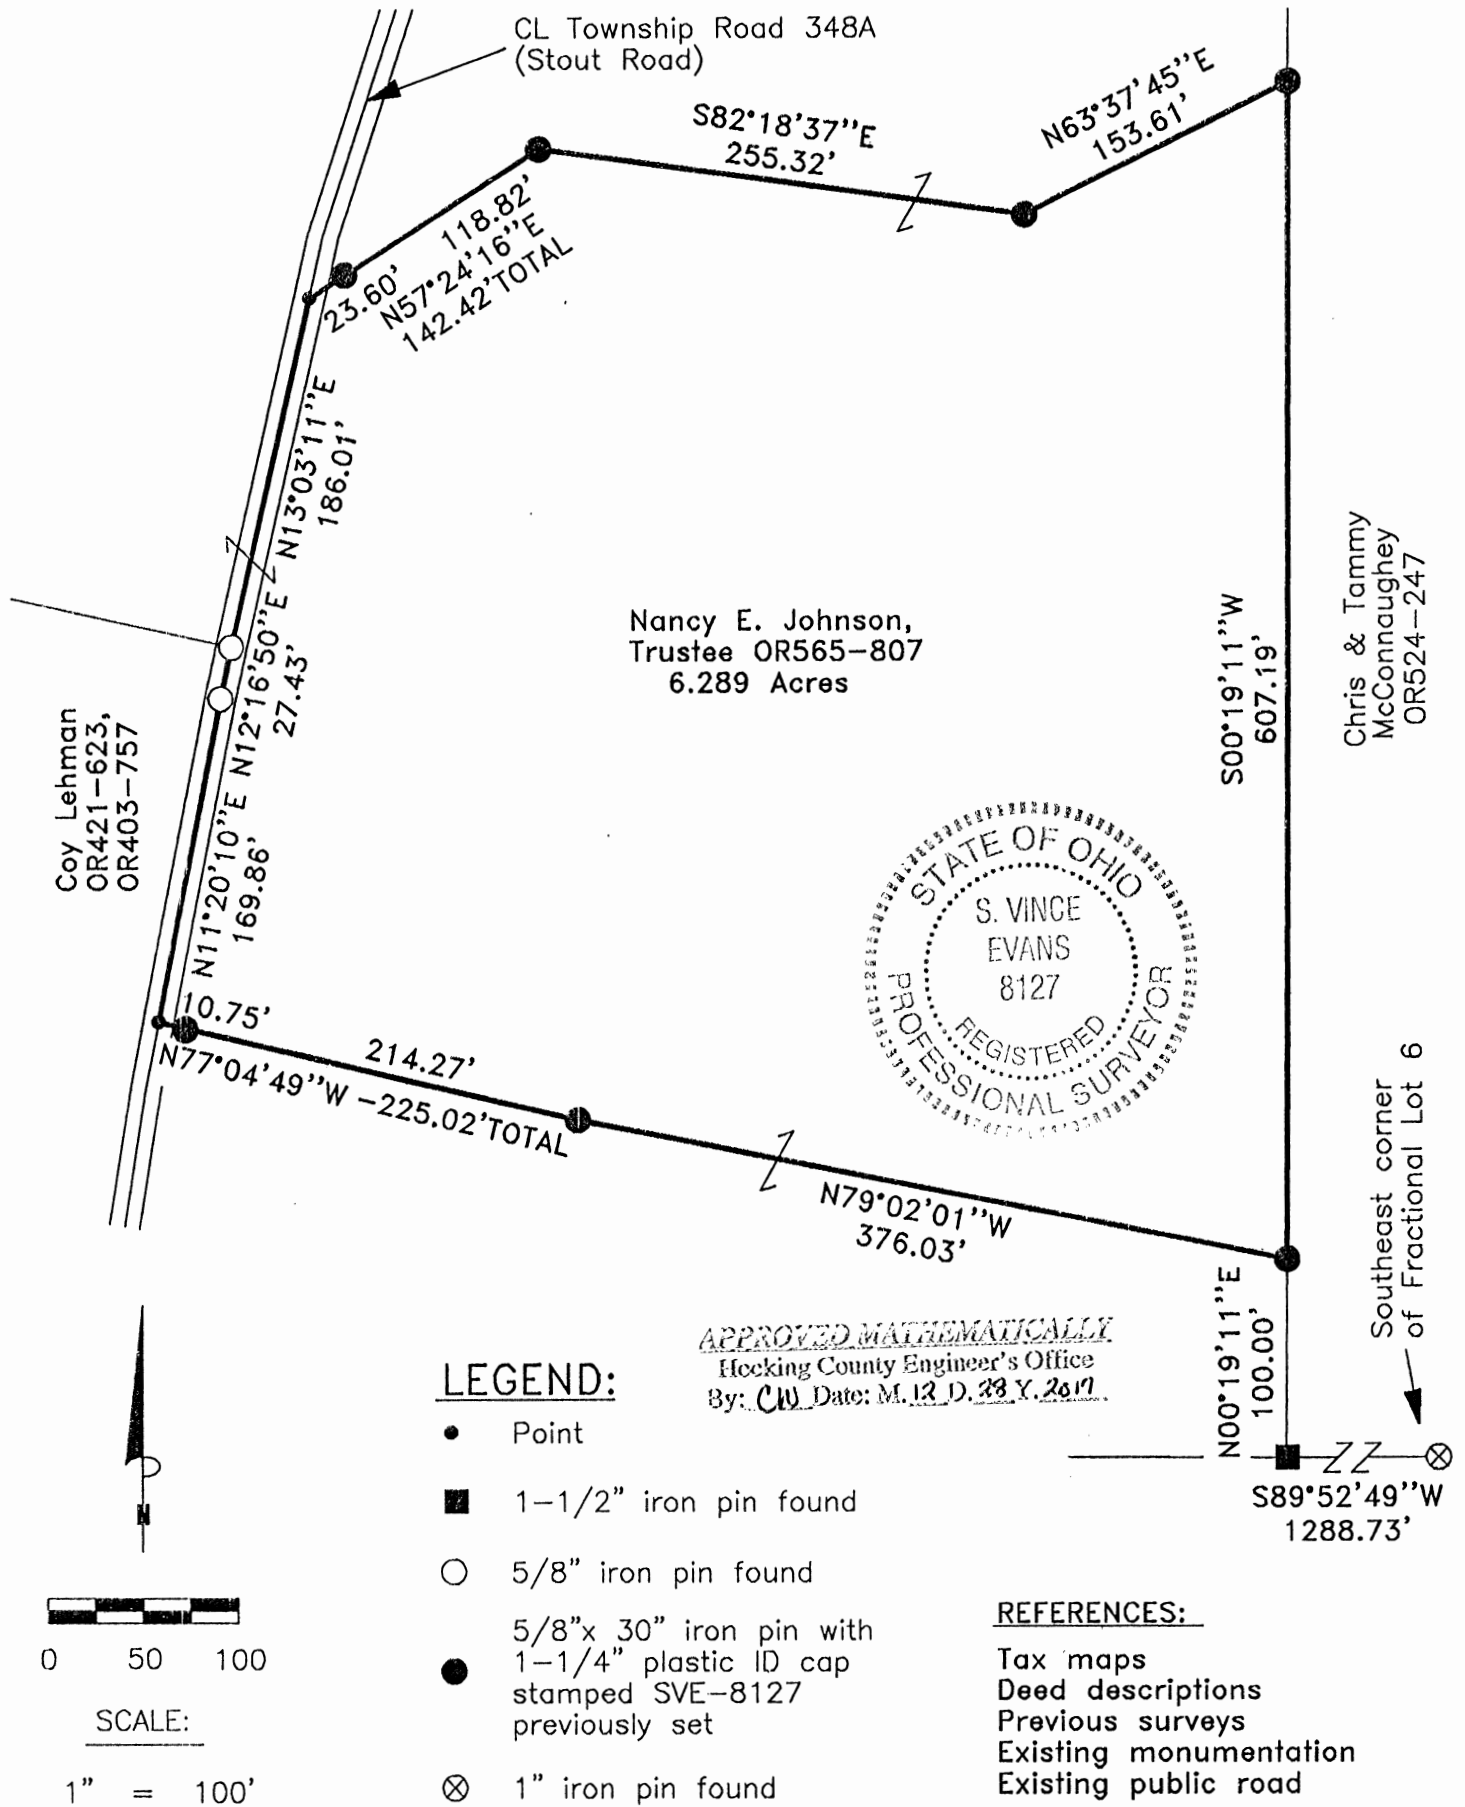 CL Township Road 348A
(Stout Road)
S82°18'37"E
255.32'
N63°37'45"E
153.61'
118.82'
23.60'
N57°24'16"E
142.42'TOTAL
N13°03'11"E
186.01'
N12°16'50"E
27.43'
N11°20'10"E
169.86'
Coy Lehman
OR421-623,
OR403-757
Nancy E. Johnson,
Trustee OR565-807
6.289 Acres
S00°19'11"W
607.19'
Chris & Tammy
McConnaughey
OR524-247
STATE OF OHIO
S. VINCE
EVANS
8127
REGISTERED
PROFESSIONAL SURVEYOR
10.75'
214.27'
N77°04'49"W -225.02'TOTAL
N79°02'01"W
376.03'
N00°19'11"E
100.00'
Southeast corner
of Fractional Lot 6
S89°52'49"W
1288.73'
APPROVED MATHEMATICALLY
Hocking County Engineer's Office
By: CW Date: M. 12 D. 28 Y. 2017
N
0 50 100
SCALE:
1" = 100'
LEGEND:
Point
1-1/2" iron pin found
5/8" iron pin found
5/8"x 30" iron pin with
1-1/4" plastic ID cap
stamped SVE-8127
previously set
1" iron pin found
REFERENCES:
Tax maps
Deed descriptions
Previous surveys
Existing monumentation
Existing public road